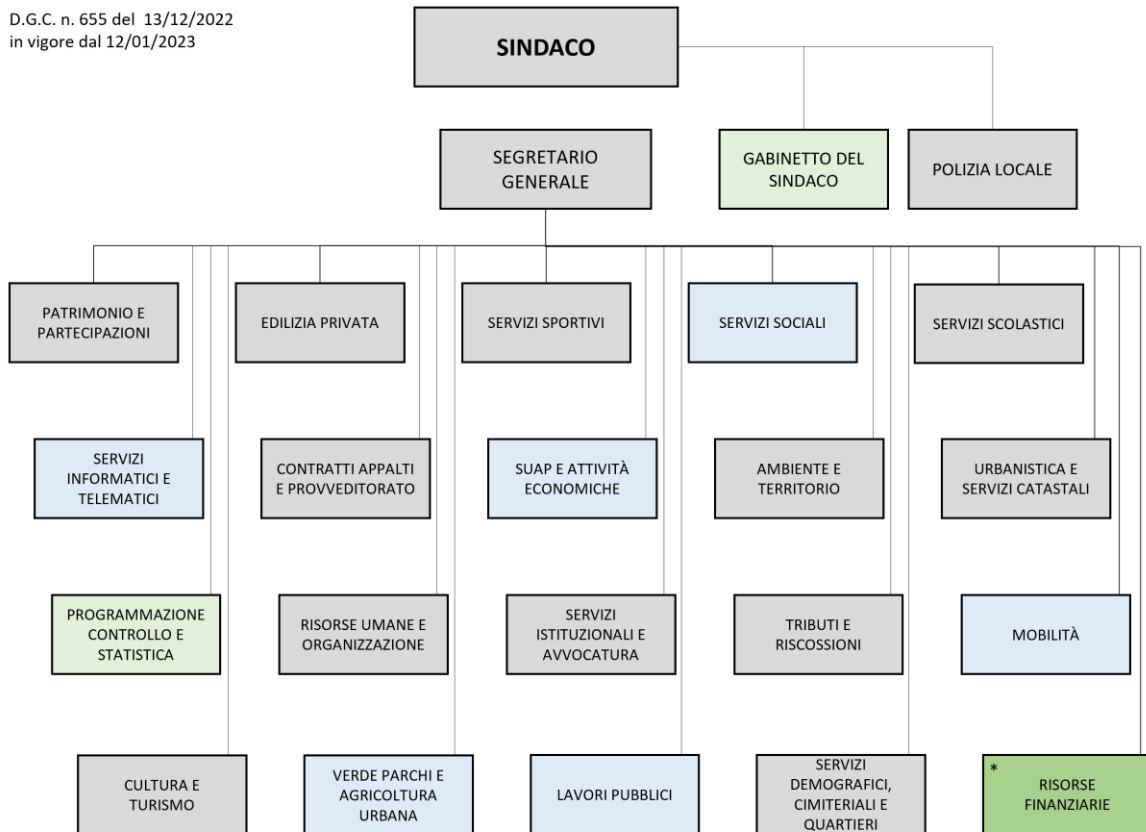 D.G.C. n. 655 del 13/12/2022
in vigore dal 12/01/2023
SINDACO
SEGRETARIO
GENERALE
GABINETTO DEL
SINDACO
POLIZIA LOCALE
PATRIMONIO E
PARTECIPAZIONI
EDILIZIA PRIVATA
SERVIZI SPORTIVI
SERVIZI SOCIALI
SERVIZI SCOLASTICI
SERVIZI
INFORMATICI E
TELEMATICI
CONTRATTI APPALTI
E PROVVEDITORATO
SUAP E ATTIVITÀ
ECONOMICHE
AMBIENTE E
TERRITORIO
URBANISTICA E
SERVIZI CATASTALI
PROGRAMMAZIONE
CONTROLLO E
STATISTICA
RISORSE UMANE E
ORGANIZZAZIONE
SERVIZI
ISTITUZIONALI E
AVVOCATURA
TRIBUTI E
RISCOSSIONI
MOBILITÀ
CULTURA E
TURISMO
VERDE PARCHI E
AGRICOLTURA
URBANA
LAVORI PUBBLICI
SERVIZI
DEMOGRAFICI,
CIMITERIALI E
QUARTIERI
*
RISORSE
FINANZIARIE